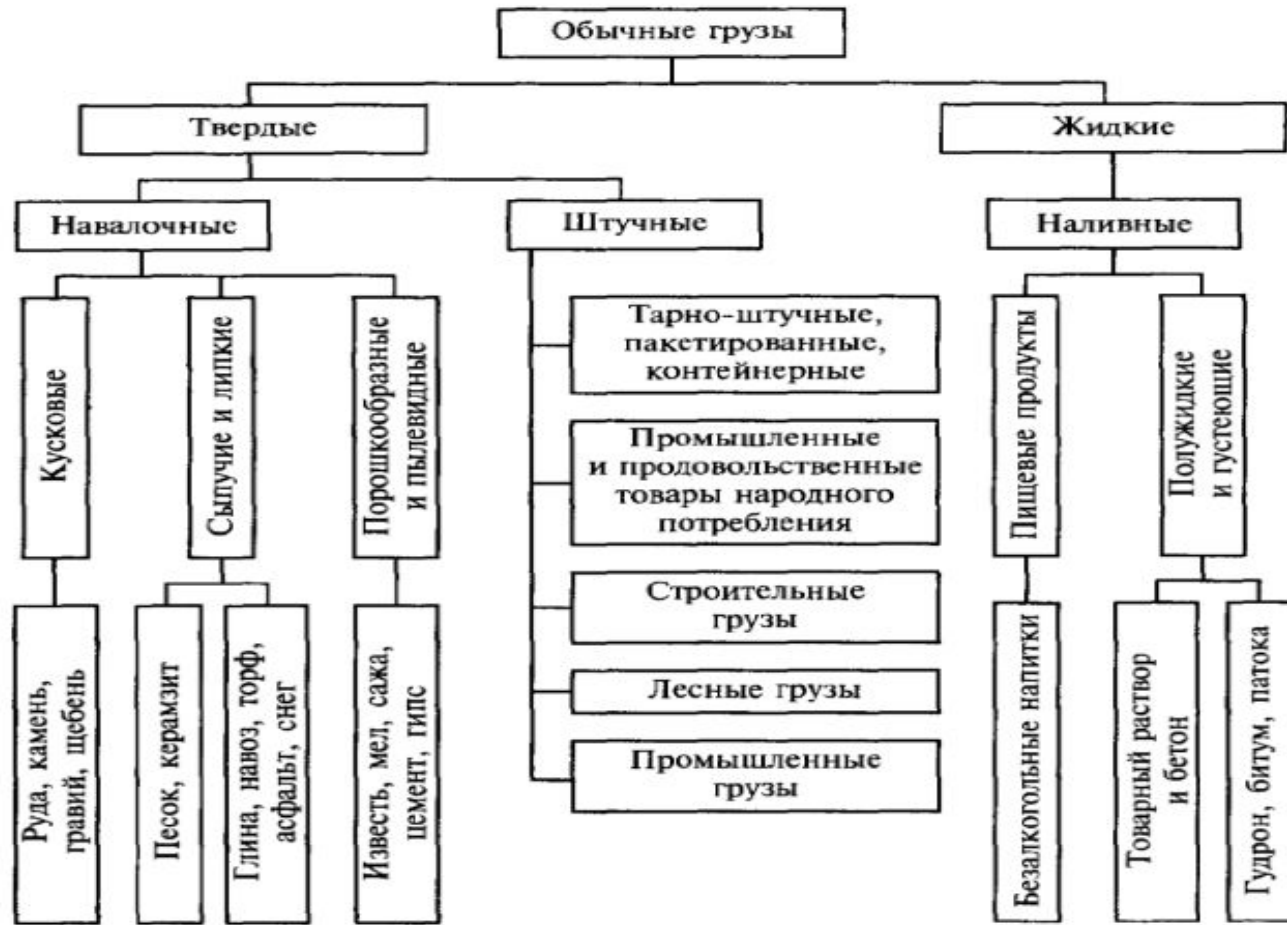 Обычные грузы
Твердые
Жидкие
Навалочные
Штучные
Наливные
Кусковые
Сыпучие и липкие
Порошкообразные
и пылевидные
Тарно-штучные,
пакетированные,
контейнерные
Промышленные
и продовольственные
товары народного
потребления
Строительные
грузы
Лесные грузы
Промышленные
грузы
Пищевые продукты
Полужидкие
и густеющие
Руда, камень,
гравий, щебень
Песок, керамзит
Глина, навоз, торф,
асфальт, снег
Известь, мел, сажа,
цемент, гипс
Безалкогольные напитки
Товарный раствор
и бетон
Гудрон, битум, патока